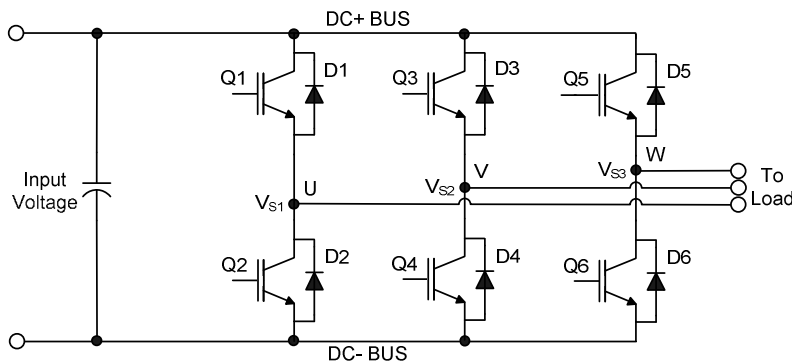 DC+ BUS
Q1
D1
Q3
D3
Q5
D5
Input
Voltage
VS1
U
VS2
V
VS3
W
To
Load
Q2
D2
Q4
D4
Q6
D6
DC- BUS